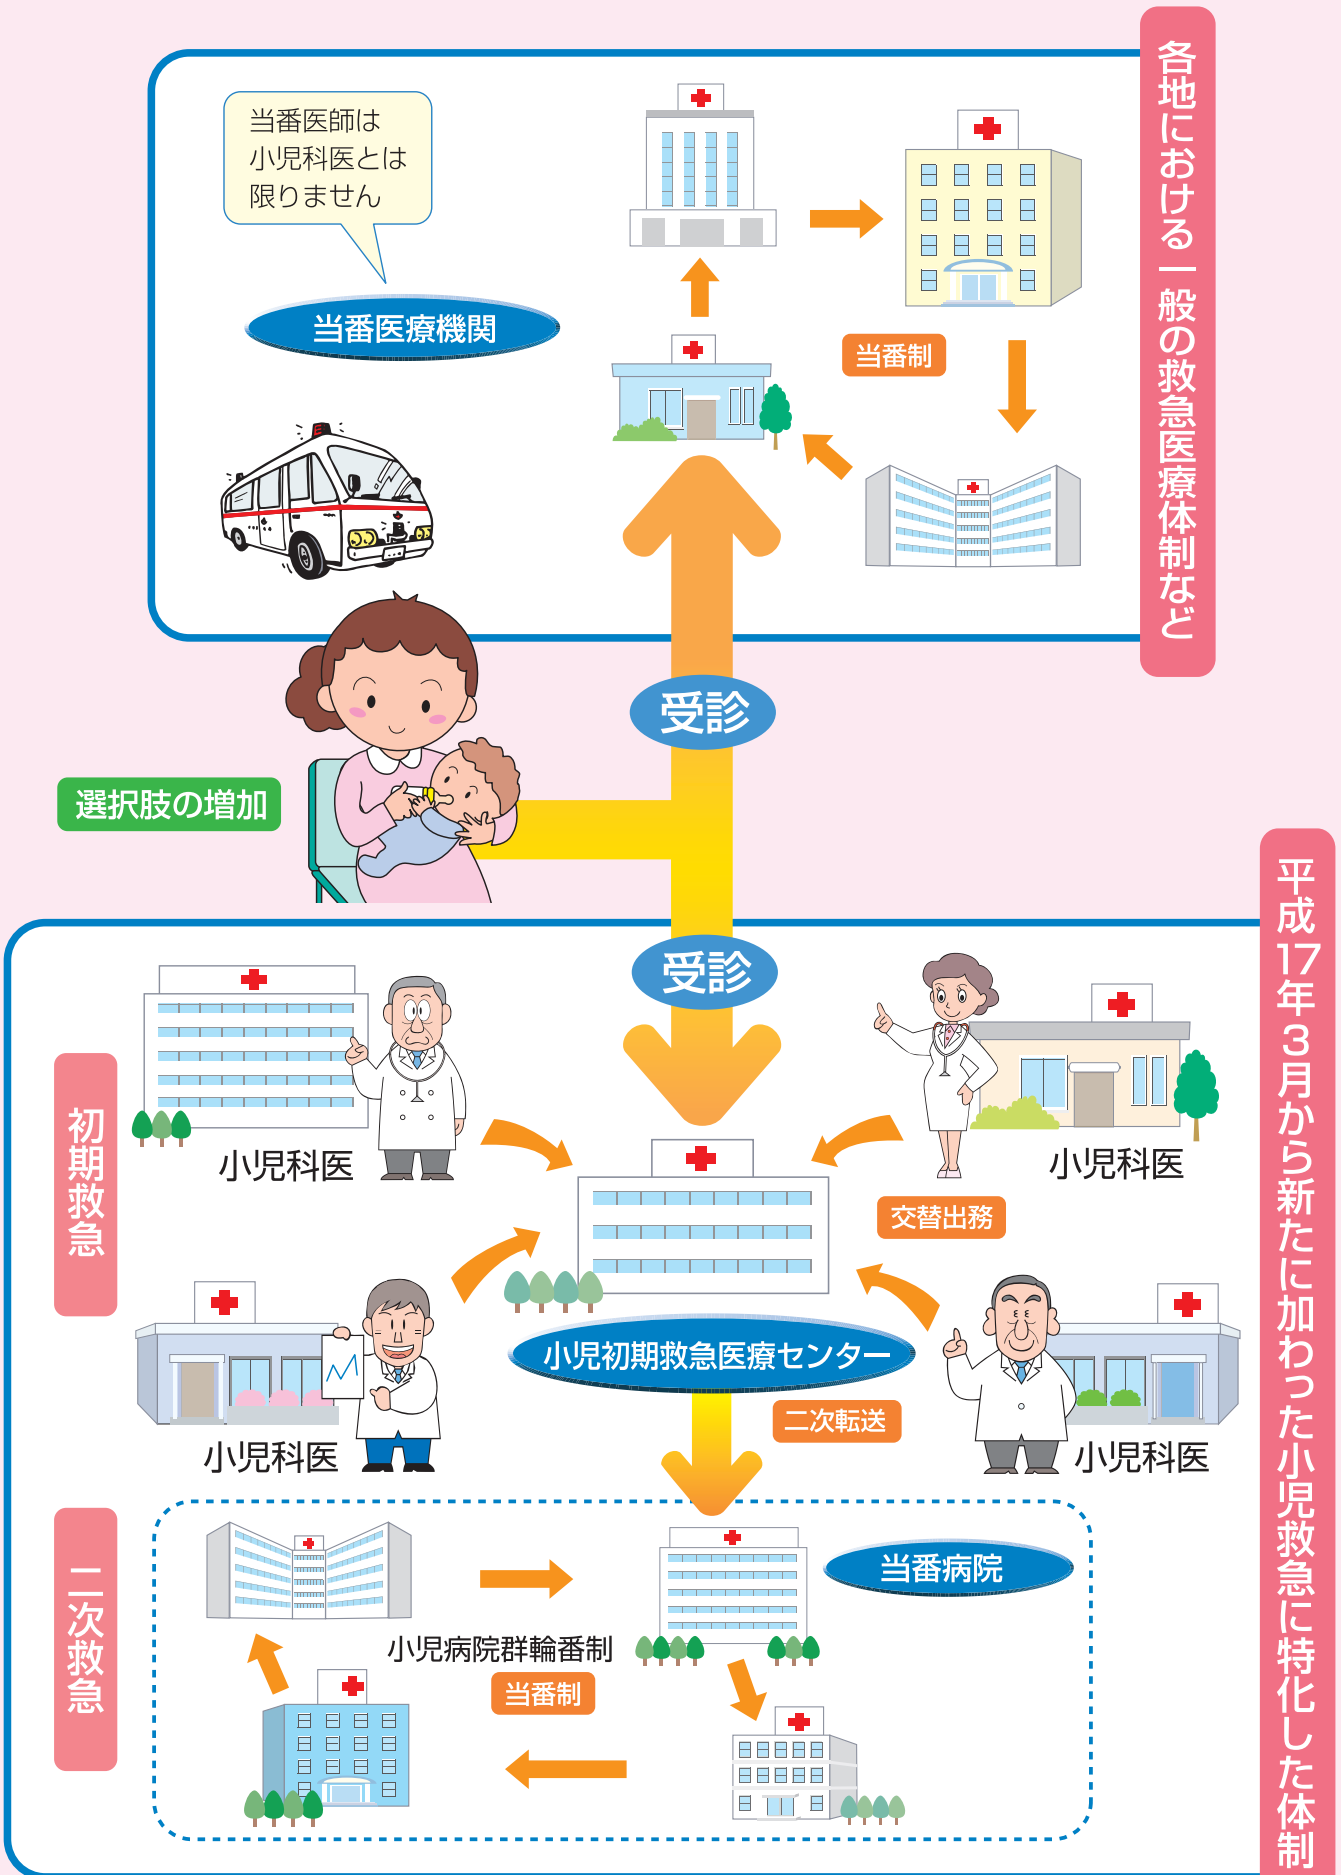 各地における一般の救急医療体制など
当番医師は
小児科医とは
限りません
当番医療機関
当番制
受診
選択肢の増加
受診
平成17年3月から新たに加わった小児救急に特化した体制
初期救急
小児科医
小児科医
交替出務
小児初期救急医療センター
小児科医
小児科医
二次転送
二次救急
当番病院
小児病院群輪番制
当番制